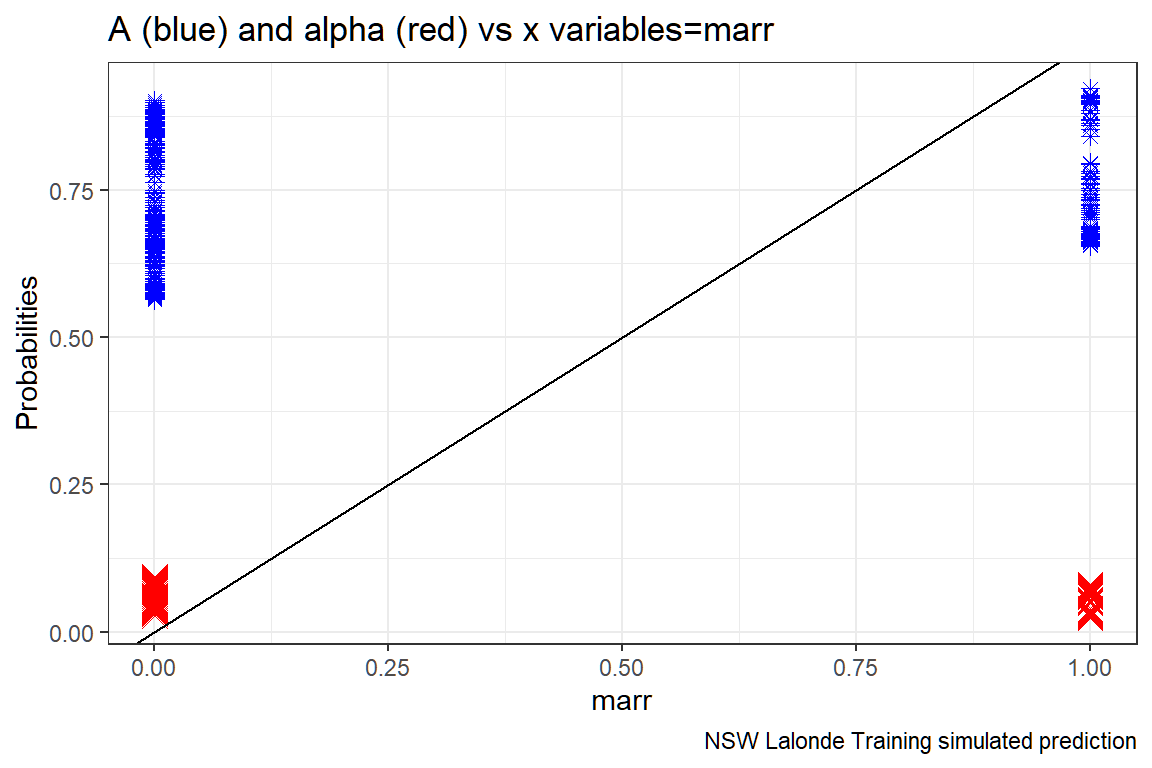 A (blue) and alpha (red) vs x variables=marr
Probabilities
0.75
0.50
0.25
0.00
0.00 0.25 0.50 0.75 1.00
marr
NSW Lalonde Training simulated prediction